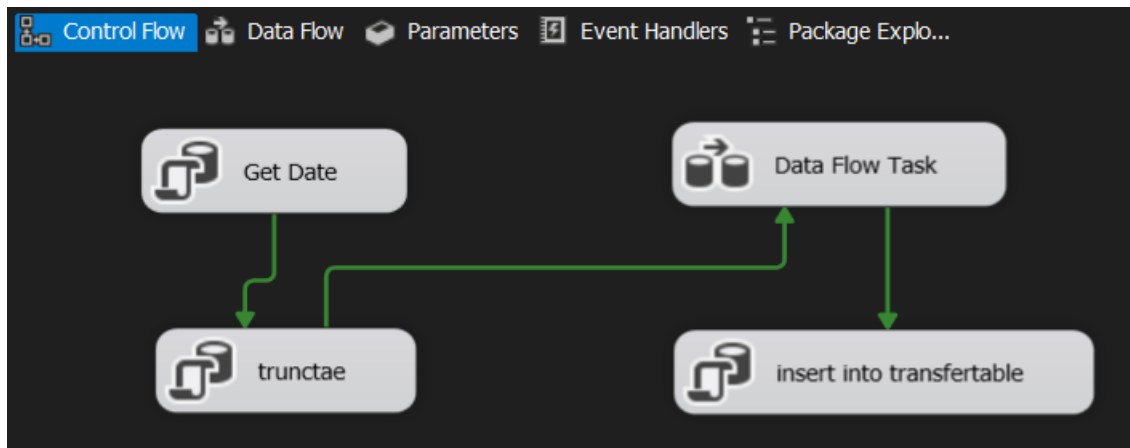 Control Flow Data Flow Parameters Event Handlers Package Explo...
Get Date
Data Flow Task
trunctae
insert into transfertable